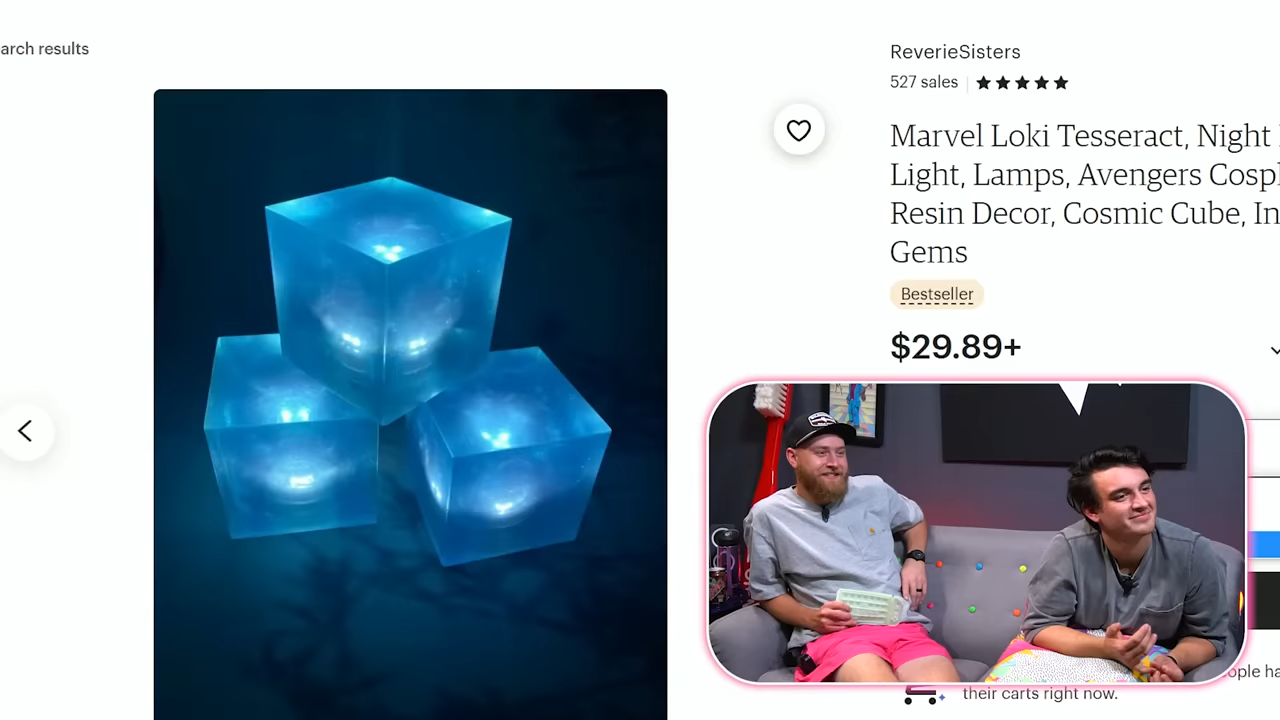 arch results
ReverieSisters
527 sales
Marvel Loki Tesseract, Night
Light, Lamps, Avengers Cospl
Resin Decor, Cosmic Cube, In
Gems
Bestseller
$29.89+
ople ha
their carts right now.